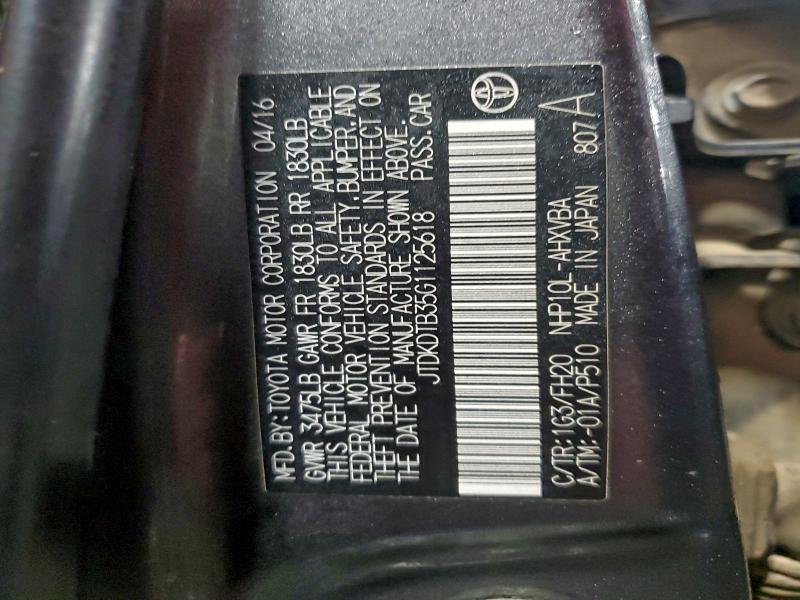 MFD.BY:TOYOTA MOTOR CORPORATION 04/16
GVWR 3475LB GAWR FR 1830LB RR 1830LB
THIS VEHICLE CONFORMS TO ALL APPLICABLE
FEDERAL MOTOR VEHICLE SAFETY,BUMPER,AND
THEFT PREVENTION STANDARDS IN EFFECT ON
THE DATE OF MANUFACTURE SHOWN ABOVE.
JTDKDTB35G1125618 PASS.CAR
C/TR:1G3/FH20 NHP10L-AHXVBA
A/TM:-01A/P510 MADE IN JAPAN 807A